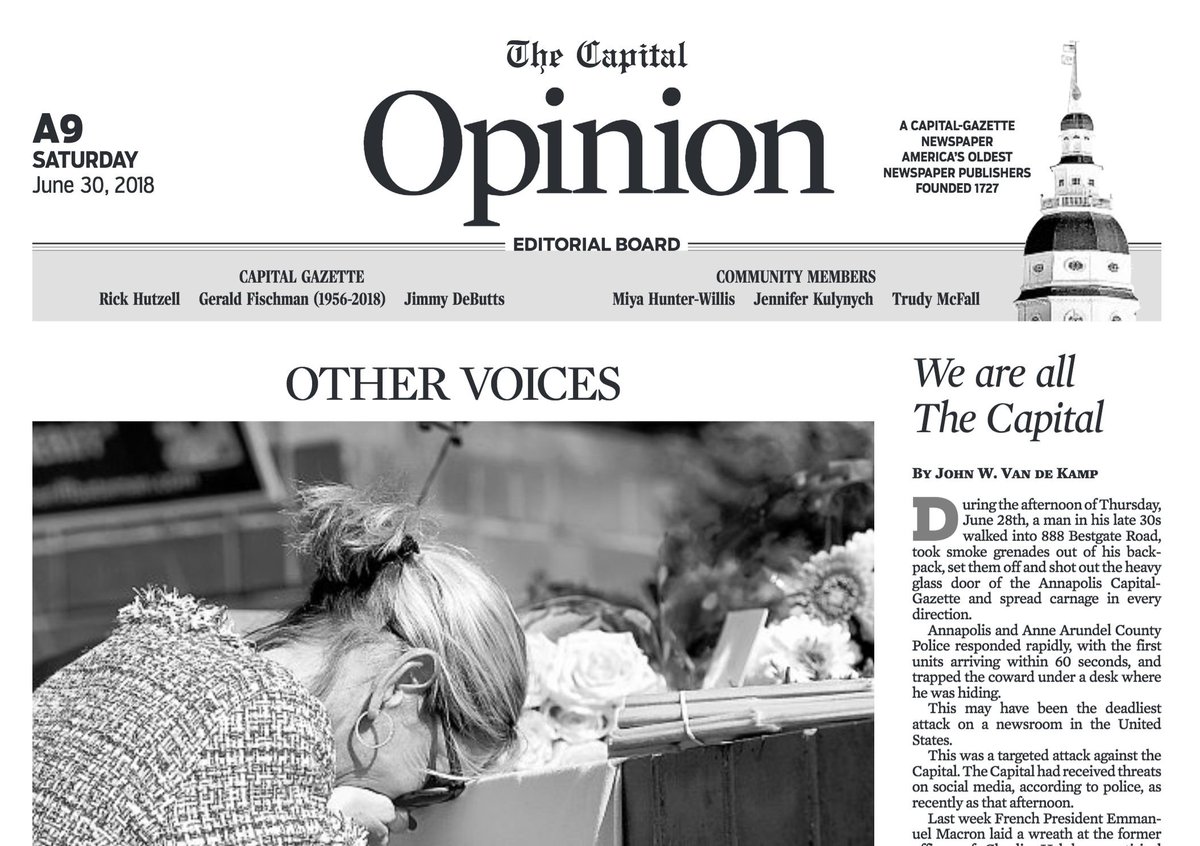 The Capital
Opinion
A9
SATURDAY
June 30, 2018
A CAPITAL-GAZETTE
NEWSPAPER
AMERICA'S OLDEST
NEWSPAPER PUBLISHERS
FOUNDED 1727
EDITORIAL BOARD
CAPITAL GAZETTE
Rick Hutzell Gerald Fischman (1956-2018) Jimmy DeButts
COMMUNITY MEMBERS
Miya Hunter-Willis Jennifer Kulynych Trudy McFall
OTHER VOICES
We are all
The Capital
BY JOHN W. VAN DE KAMP
During the afternoon of Thursday,
June 28th, a man in his late 30s
walked into 888 Bestgate Road,
took smoke grenades out of his back-
pack, set them off and shot out the heavy
glass door of the Annapolis Capital-
Gazette and spread carnage in every
direction.
Annapolis and Anne Arundel County
Police responded rapidly, with the first
units arriving within 60 seconds, and
trapped the coward under a desk where
he was hiding.
This may have been the deadliest
attack on a newsroom in the United
States.
This was a targeted attack against the
Capital. The Capital had received threats
on social media, according to police, as
recently as that afternoon.
Last week French President Emman-
uel Macron laid a wreath at the former